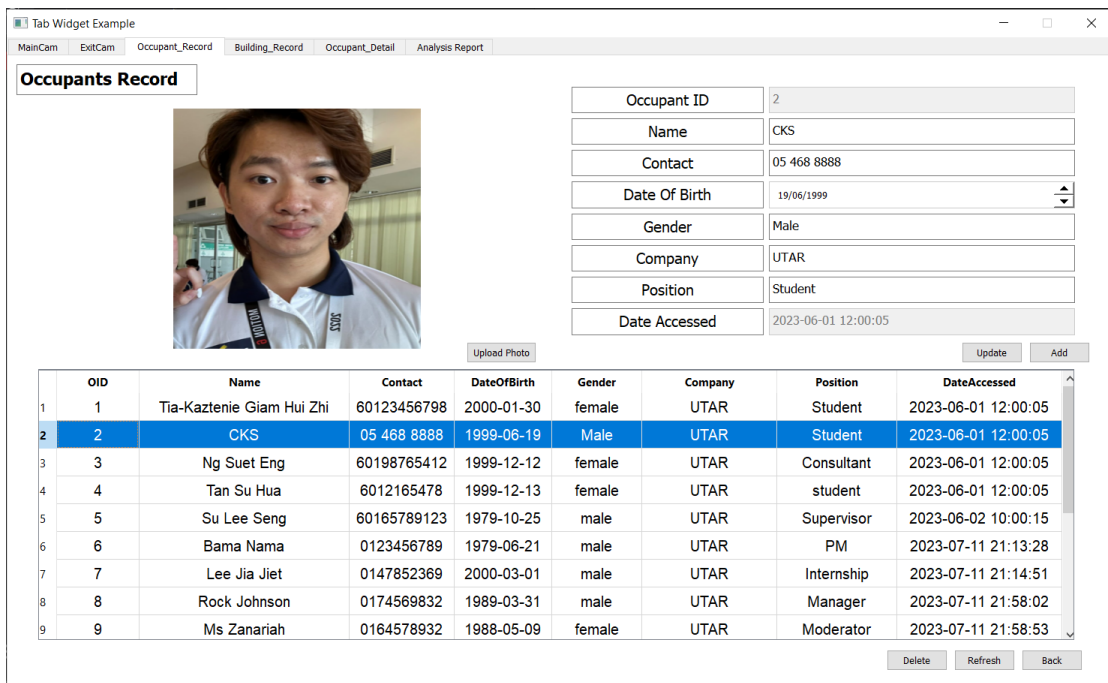 Tab Widget Example
MainCam ExitCam Occupant_Record Building_Record Occupant_Detail Analysis Report
Occupants Record
Occupant ID 2
Name CKS
Contact 05 468 8888
Date Of Birth 19/06/1999
Gender Male
Company UTAR
Position Student
Date Accessed 2023-06-01 12:00:05
2022
Upload Photo Update Add
OID Name Contact DateOfBirth Gender Company Position DateAccessed
1 1 Tia-Kaztenie Giam Hui Zhi 60123456798 2000-01-30 female UTAR Student 2023-06-01 12:00:05
2 2 CKS 05 468 8888 1999-06-19 Male UTAR Student 2023-06-01 12:00:05
3 3 Ng Suet Eng 60198765412 1999-12-12 female UTAR Consultant 2023-06-01 12:00:05
4 4 Tan Su Hua 6012165478 1999-12-13 female UTAR student 2023-06-01 12:00:05
5 5 Su Lee Seng 60165789123 1979-10-25 male UTAR Supervisor 2023-06-02 10:00:15
6 6 Bama Nama 0123456789 1979-06-21 male UTAR PM 2023-07-11 21:13:28
7 7 Lee Jia Jiet 0147852369 2000-03-01 male UTAR Internship 2023-07-11 21:14:51
8 8 Rock Johnson 0174569832 1989-03-31 male UTAR Manager 2023-07-11 21:58:02
9 9 Ms Zanariah 0164578932 1988-05-09 female UTAR Moderator 2023-07-11 21:58:53
Delete Refresh Back